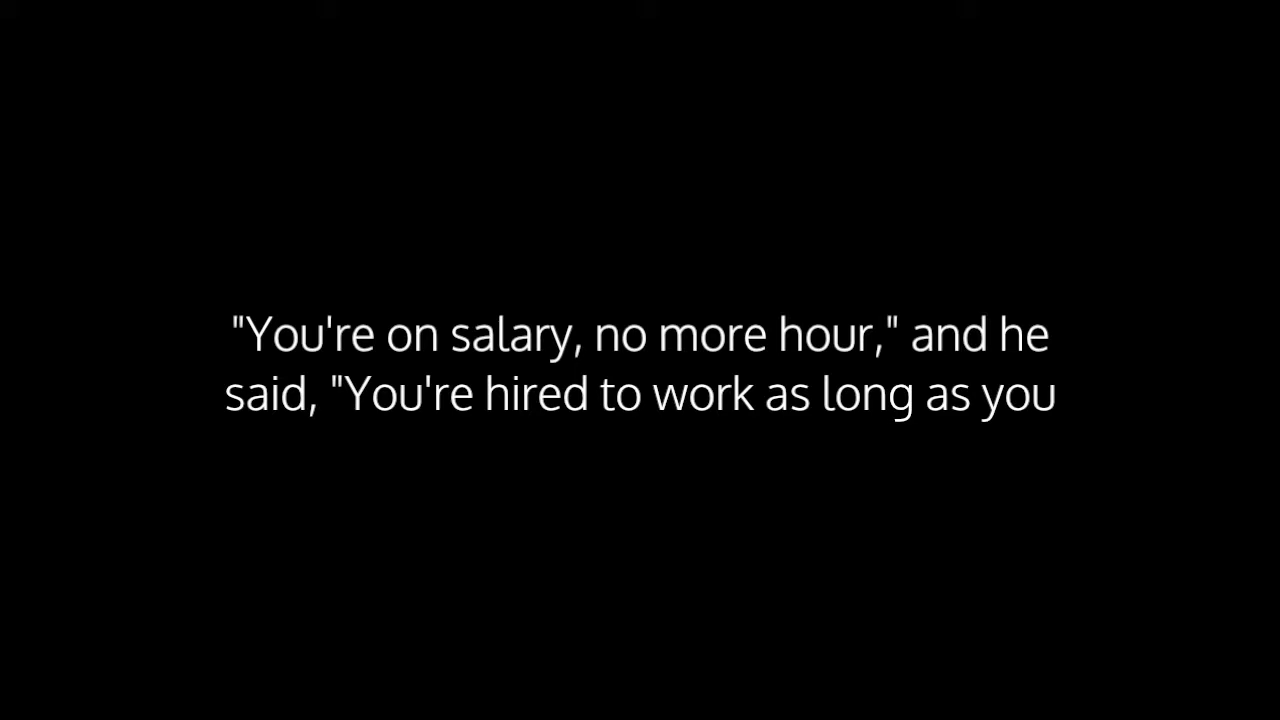 "You're on salary, no more hour," and he
said, "You're hired to work as long as you